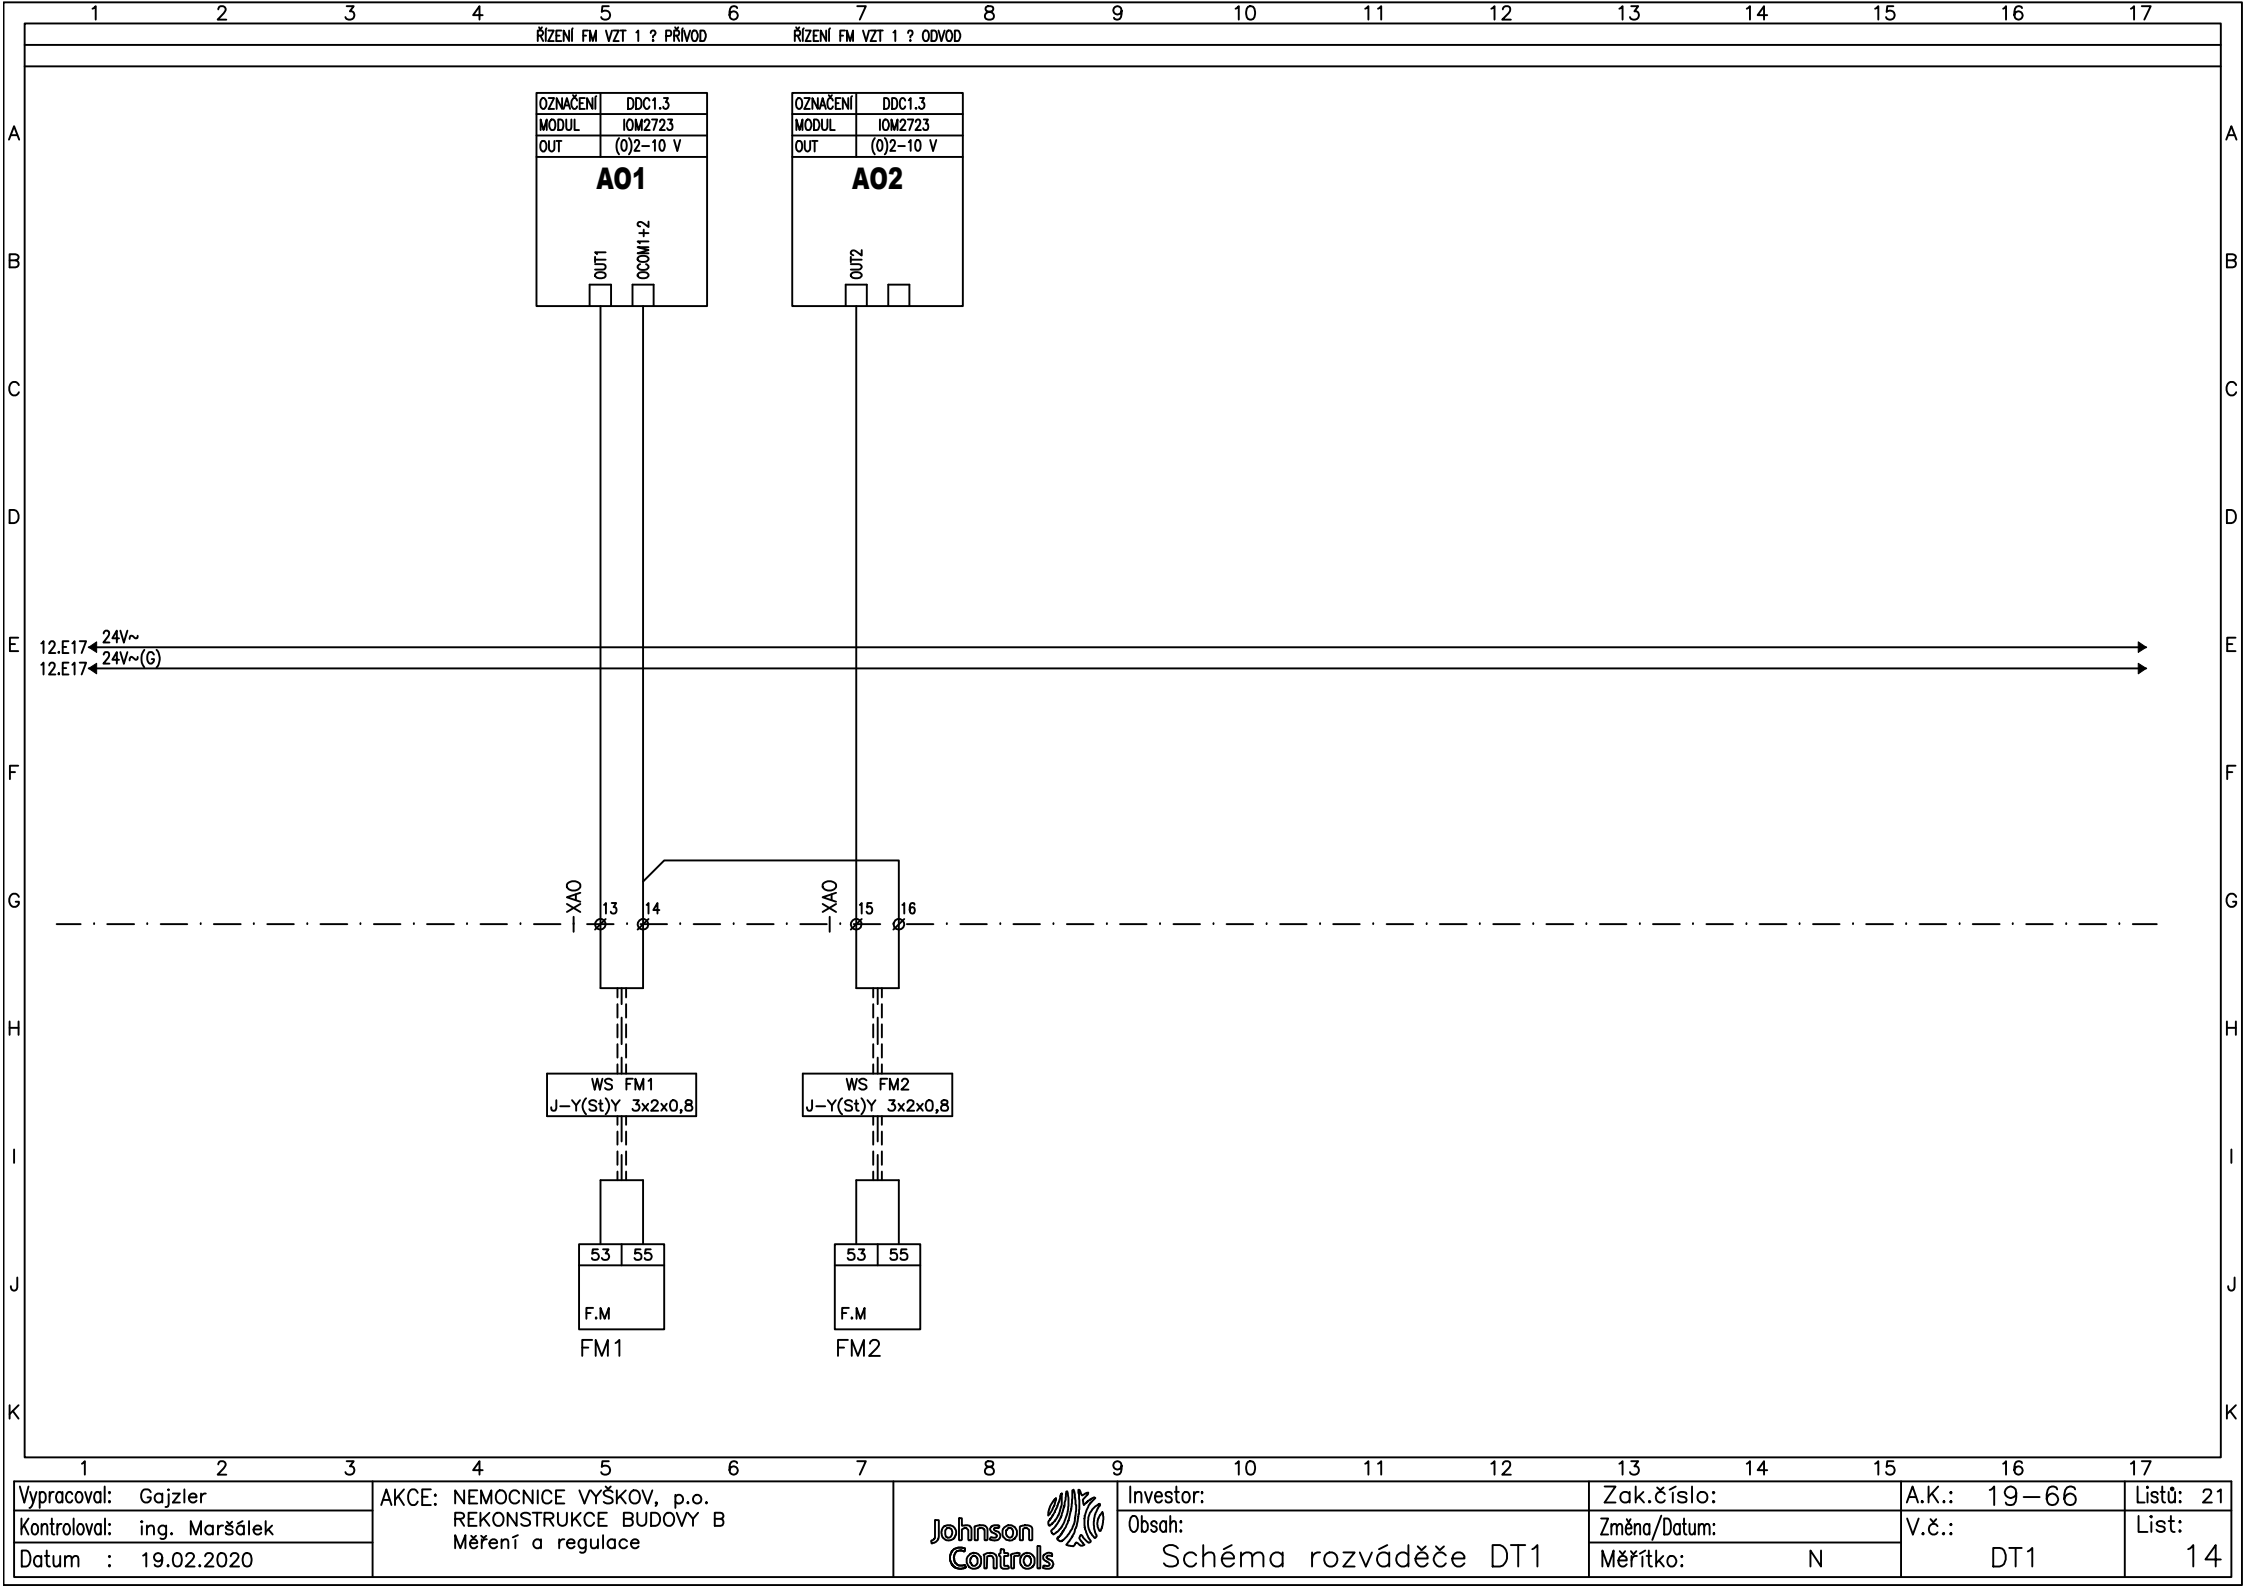 1 2 3 4 5 6 7 8 9 10 11 12 13 14 15 16 17
ŘÍZENÍ FM VZT 1 ? PŘÍVOD
ŘÍZENÍ FM VZT 1 ? ODVOD
OZNAČENÍ DDC1.3
MODUL IOM2723
OUT (0)2-10 V
AO1
OUT1
OCOM1+2
OZNAČENÍ DDC1.3
MODUL IOM2723
OUT (0)2-10 V
AO2
OUT2
A A
B B
C C
D D
E E
F F
G G
H H
I I
J J
K K
12.E17 24V~
12.E17 24V~(G)
XAO 13 14
XAO 15 16
WS FM1
J-Y(St)Y 3x2x0,8
WS FM2
J-Y(St)Y 3x2x0,8
53 55
F.M
FM1
53 55
F.M
FM2
1 2 3 4 5 6 7 8 9 10 11 12 13 14 15 16 17
Vypracoval: Gajzler
Kontroloval: ing. Maršálek
Datum : 19.02.2020
AKCE: NEMOCNICE VYŠKOV, p.o.
REKONSTRUKCE BUDOVY B
Měření a regulace
Johnson
Controls
Investor:
Obsah:
Schéma rozváděče DT1
Zak.číslo:
Změna/Datum:
Měřítko: N
A.K.: 19-66
V.č.:
DT1
Listů: 21
List:
14